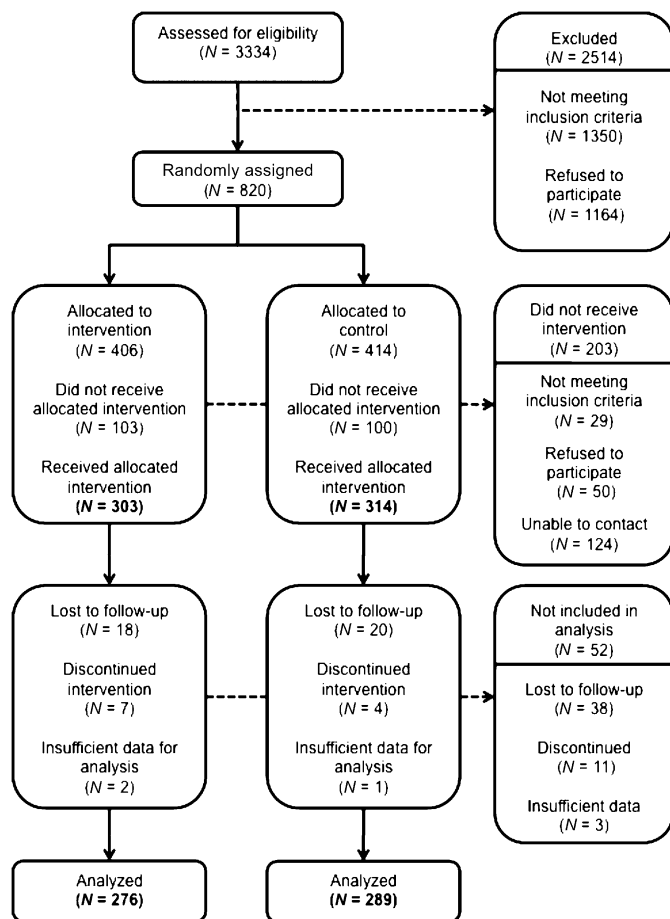 Assessed for eligibility
(N = 3334)
Excluded
(N = 2514)
Not meeting
inclusion criteria
(N = 1350)
Refused to
participate
(N = 1164)
Randomly assigned
(N = 820)
Allocated to
intervention
(N = 406)
Did not receive
allocated intervention
(N = 103)
Received allocated
intervention
(N = 303)
Allocated to
control
(N = 414)
Did not receive
allocated intervention
(N = 100)
Received allocated
intervention
(N = 314)
Did not receive
intervention
(N = 203)
Not meeting
inclusion criteria
(N = 29)
Refused to
participate
(N = 50)
Unable to contact
(N = 124)
Lost to follow-up
(N = 18)
Discontinued
intervention
(N = 7)
Insufficient data for
analysis
(N = 2)
Lost to follow-up
(N = 20)
Discontinued
intervention
(N = 4)
Insufficient data for
analysis
(N = 1)
Not included in
analysis
(N = 52)
Lost to follow-up
(N = 38)
Discontinued
(N = 11)
Insufficient data
(N = 3)
Analyzed
(N = 276)
Analyzed
(N = 289)